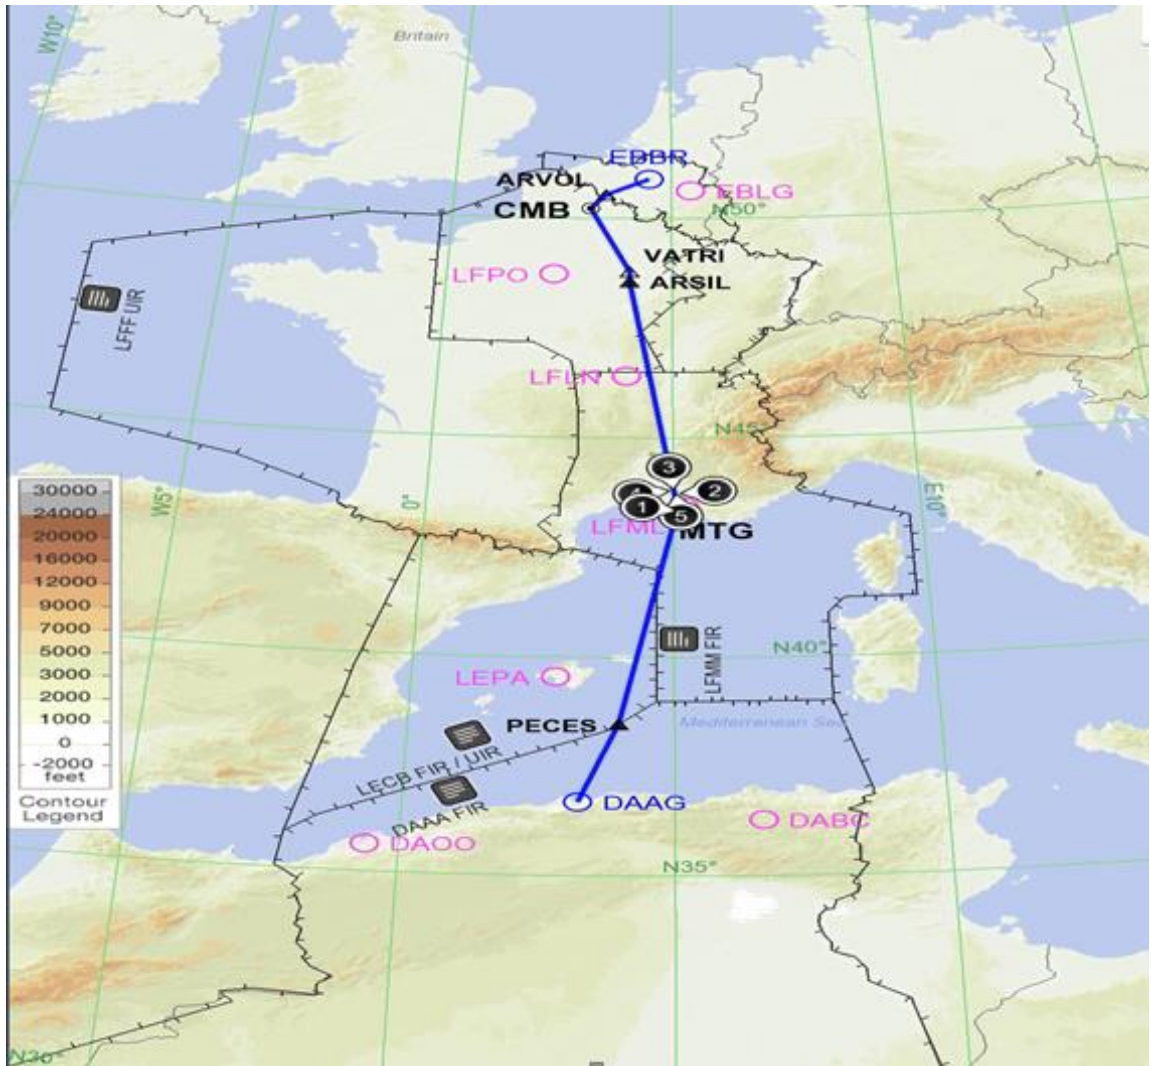 W10°
Britain
EBBR
ARVOL
EBLG
CMB
N50°
VATRI
LFPO
ARSIL
LFFF UIR
LFLN
N45°
30000
24000
20000
16000
12000
9000
7000
5000
3000
2000
1000
0
-2000
feet
Contour
Legend
W5°
0°
E10°
3
2
1
5
LFML
MTG
N40°
LFMM FIR
LEPA
PECES
Mediterranean Sea
LECB FIR / UIR
DAAA FIR
DAAG
DABC
DAOO
N35°
N30°